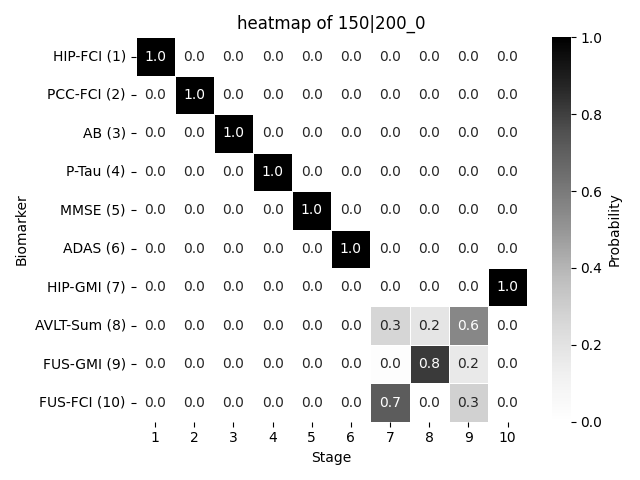 heatmap of 150|200_0
HIP-FCI (1) 1.0 0.0 0.0 0.0 0.0 0.0 0.0 0.0 0.0 0.0
PCC-FCI (2) 0.0 1.0 0.0 0.0 0.0 0.0 0.0 0.0 0.0 0.0
AB (3) 0.0 0.0 1.0 0.0 0.0 0.0 0.0 0.0 0.0 0.0
P-Tau (4) 0.0 0.0 0.0 1.0 0.0 0.0 0.0 0.0 0.0 0.0
MMSE (5) 0.0 0.0 0.0 0.0 1.0 0.0 0.0 0.0 0.0 0.0
ADAS (6) 0.0 0.0 0.0 0.0 0.0 1.0 0.0 0.0 0.0 0.0
HIP-GMI (7) 0.0 0.0 0.0 0.0 0.0 0.0 0.0 0.0 0.0 1.0
AVLT-Sum (8) 0.0 0.0 0.0 0.0 0.0 0.0 0.3 0.2 0.6 0.0
FUS-GMI (9) 0.0 0.0 0.0 0.0 0.0 0.0 0.0 0.8 0.2 0.0
FUS-FCI (10) 0.0 0.0 0.0 0.0 0.0 0.0 0.7 0.0 0.3 0.0
1 2 3 4 5 6 7 8 9 10
Stage
Biomarker
1.0
0.8
0.6
0.4
0.2
0.0
Probability